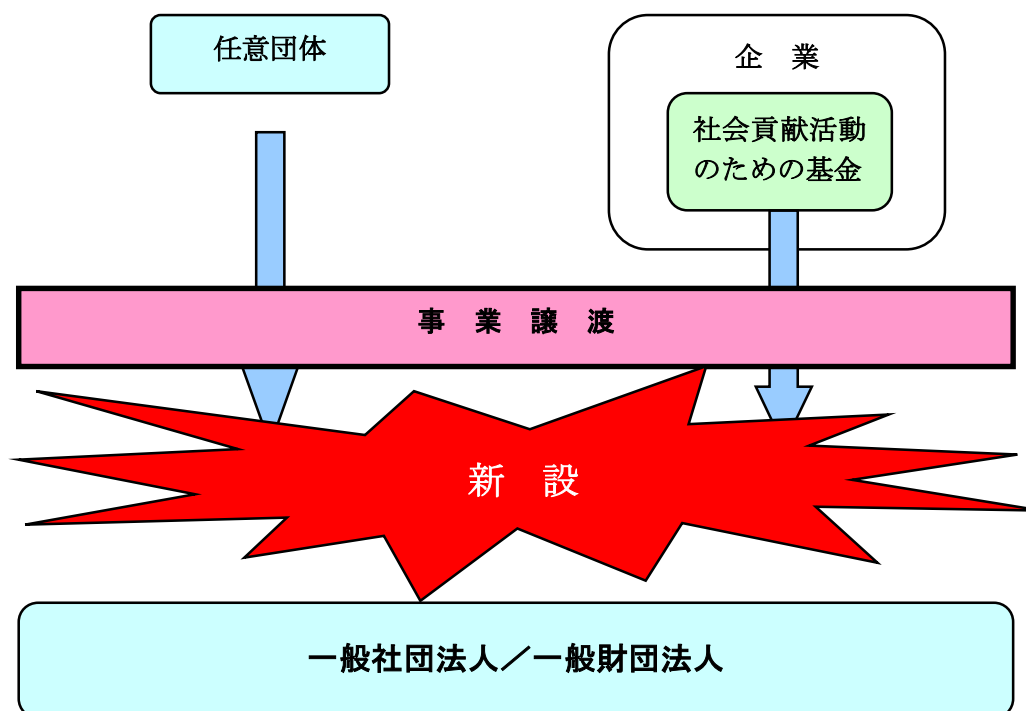 任意団体
企　業
社会貢献活動
のための基金
事　業　譲　渡
新　設
一般社団法人／一般財団法人